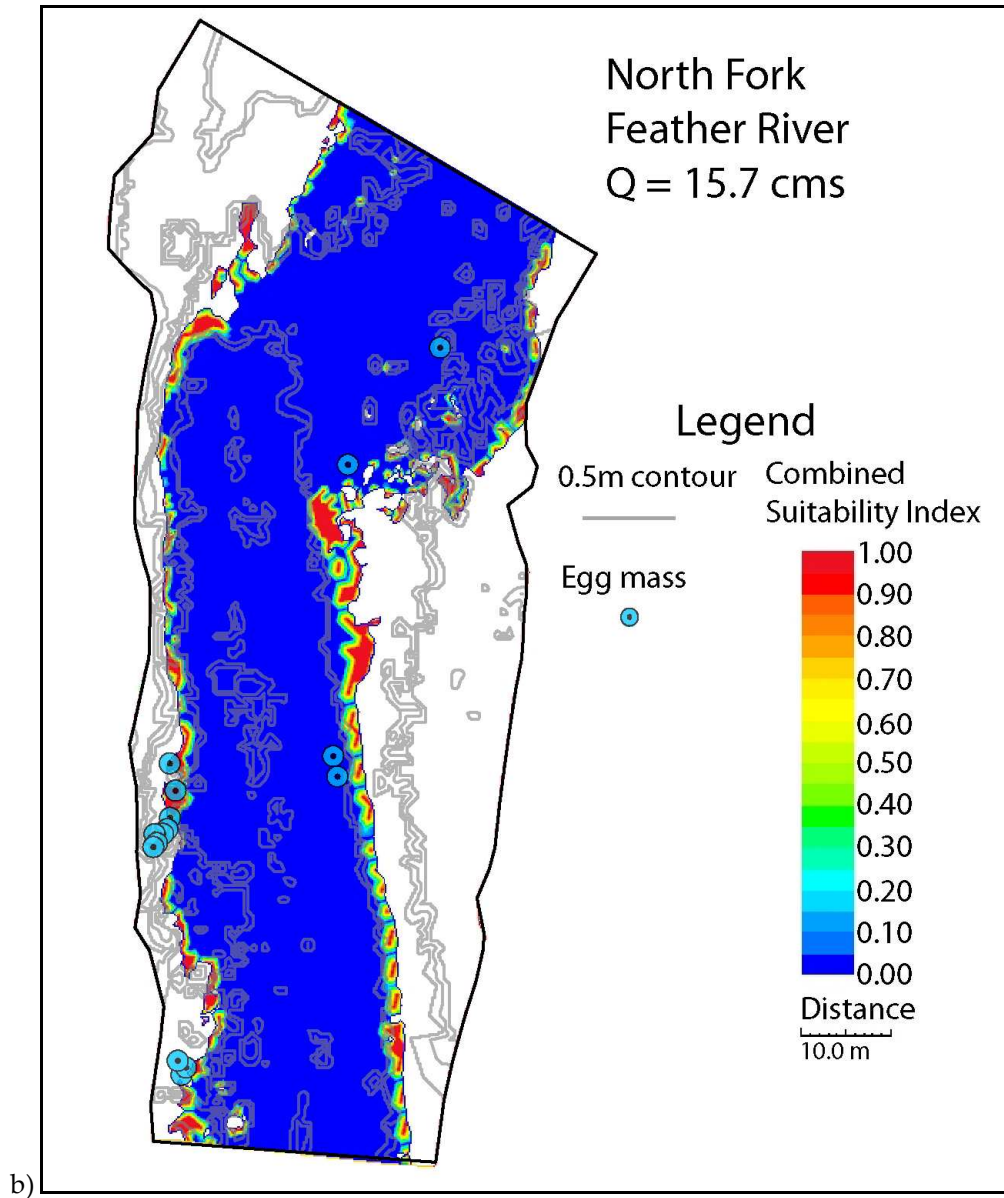 North Fork
Feather River
Q = 15.7 cms
Legend
0.5m contour
Combined
Suitability Index
Egg mass
1.00
0.90
0.80
0.70
0.60
0.50
0.40
0.30
0.20
0.10
0.00
Distance
10.0 m
b)